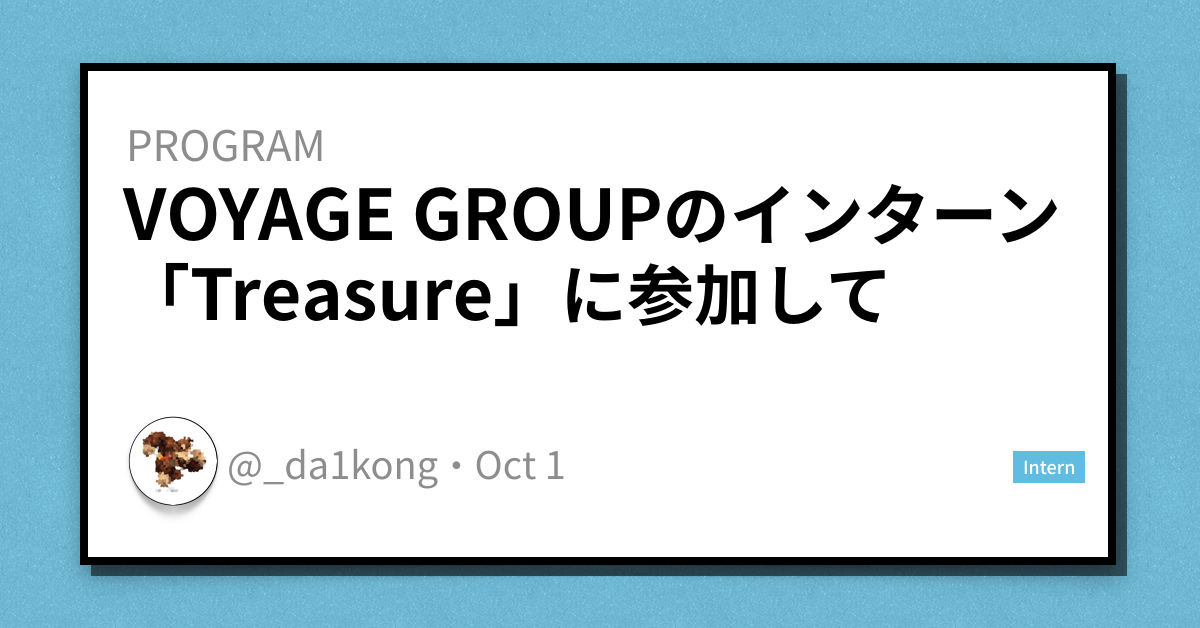 PROGRAM
VOYAGE GROUPのインターン
「Treasure」に参加して
@_da1kong・Oct 1
Intern